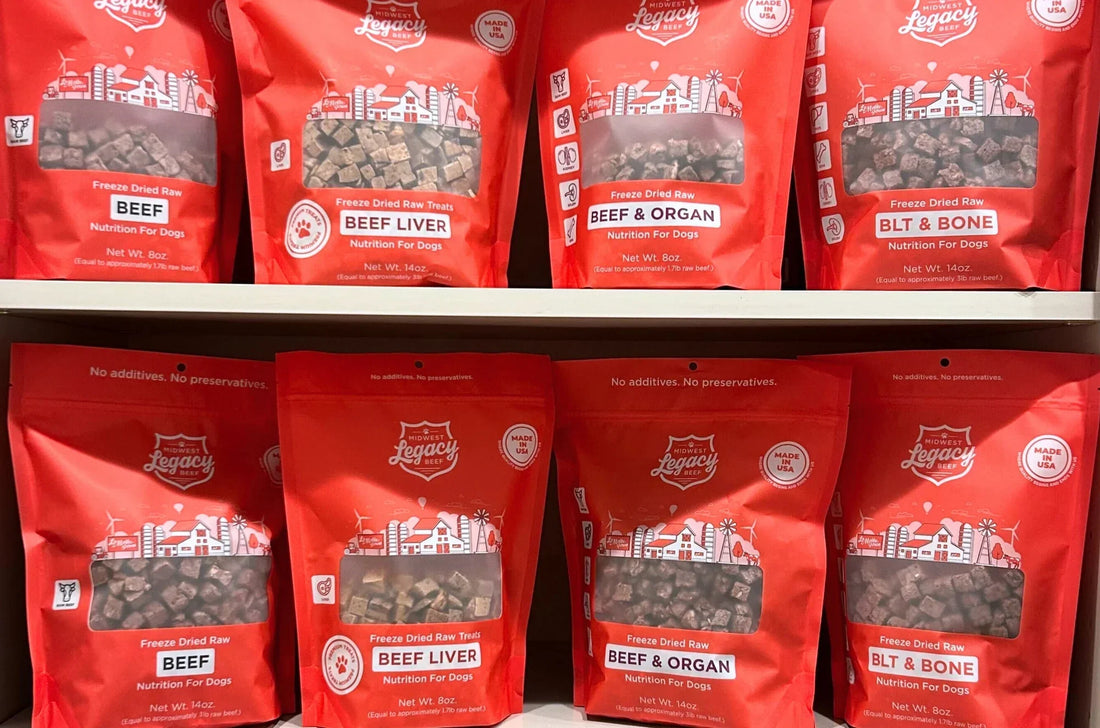 Legacy
BEEF
Freeze Dried Raw
BEEF
Nutrition For Dogs
Net Wt. 8oz.
(Equal to approximately 1.7lb raw beef.)
MIDWEST
Legacy
BEEF
MADE
IN
USA
LIVER
Freeze Dried Raw Treats
BEEF LIVER
Nutrition For Dogs
Net Wt. 14oz.
(Equal to approximately 3lb raw beef.)
MIDWEST
Legacy
BEEF
MADE
IN
USA
LIVER
KIDNEY
Freeze Dried Raw
BEEF & ORGAN
Nutrition For Dogs
Net Wt. 8oz.
(Equal to approximately 1.7lb raw beef.)
Legacy
BEEF
MADE
IN
USA
Freeze Dried Raw
BLT & BONE
Nutrition For Dogs
Net Wt. 14oz.
(Equal to approximately 3lb raw beef.)
No additives. No preservatives.
MIDWEST
Legacy
BEEF
RAW BEEF
Freeze Dried Raw
BEEF
Nutrition For Dogs
Net Wt. 14oz.
(Equal to approximately 3lb raw beef.)
No additives. No preservatives.
MIDWEST
Legacy
BEEF
MADE
IN
USA
LIVER
Freeze Dried Raw Treats
BEEF LIVER
Nutrition For Dogs
Net Wt. 8oz.
(Equal to approximately 1.7lb raw beef.)
No additives. No preservatives.
MIDWEST
Legacy
BEEF
MADE
IN
USA
Freeze Dried Raw
BEEF & ORGAN
Nutrition For Dogs
Net Wt. 14oz.
(Equal to approximately 3lb raw beef.)
No additives. No preservatives.
MIDWEST
Legacy
BEEF
MADE
IN
USA
Freeze Dried Raw
BLT & BONE
Nutrition For Dogs
Net Wt. 8oz.
(Equal to approximately 1.7lb raw beef.)